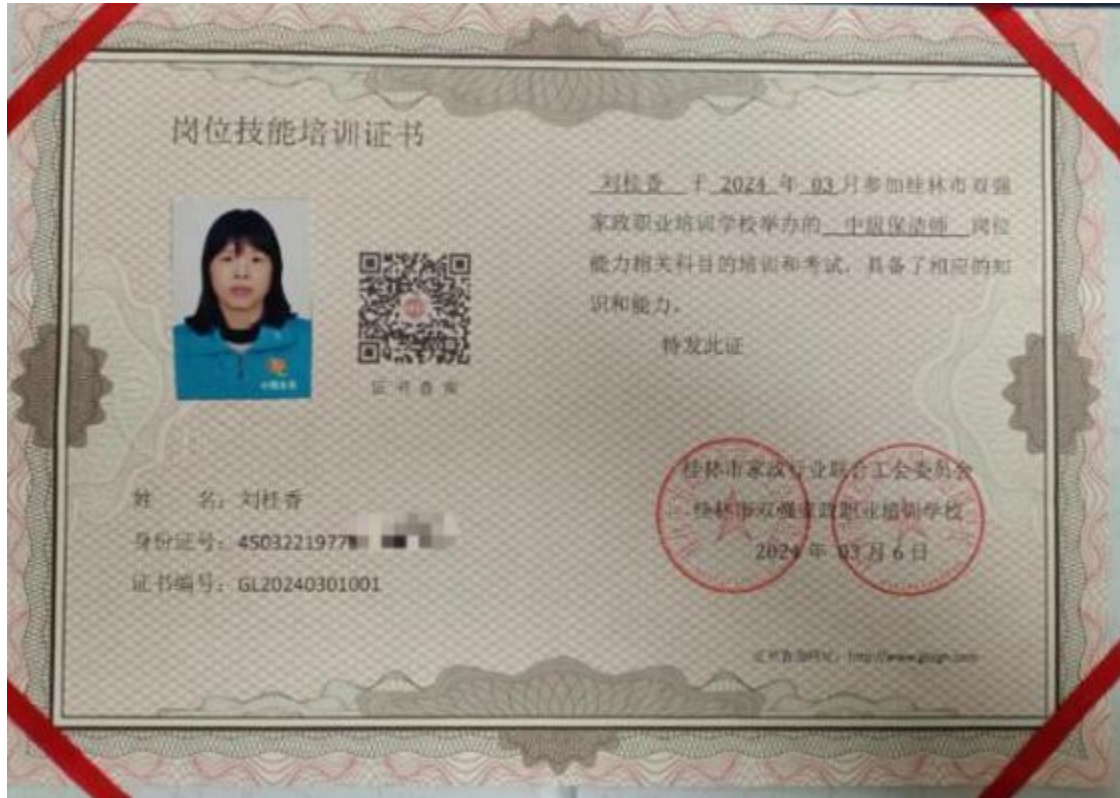 岗位技能培训证书
刘桂香 于 2024 年 03 月参加桂林市双强
家政职业培训学校举办的 中级保洁师 岗位
能力相关科目的培训和考试，具备了相应的知
识和能力。
特发此证
证书查询
姓 名：刘桂香
身份证号：4503221977
证书编号：GL20240301001
桂林市家政行业联合工会委员会
桂林市双强家政职业培训学校
2024 年 03 月 6 日
证书查询网址：